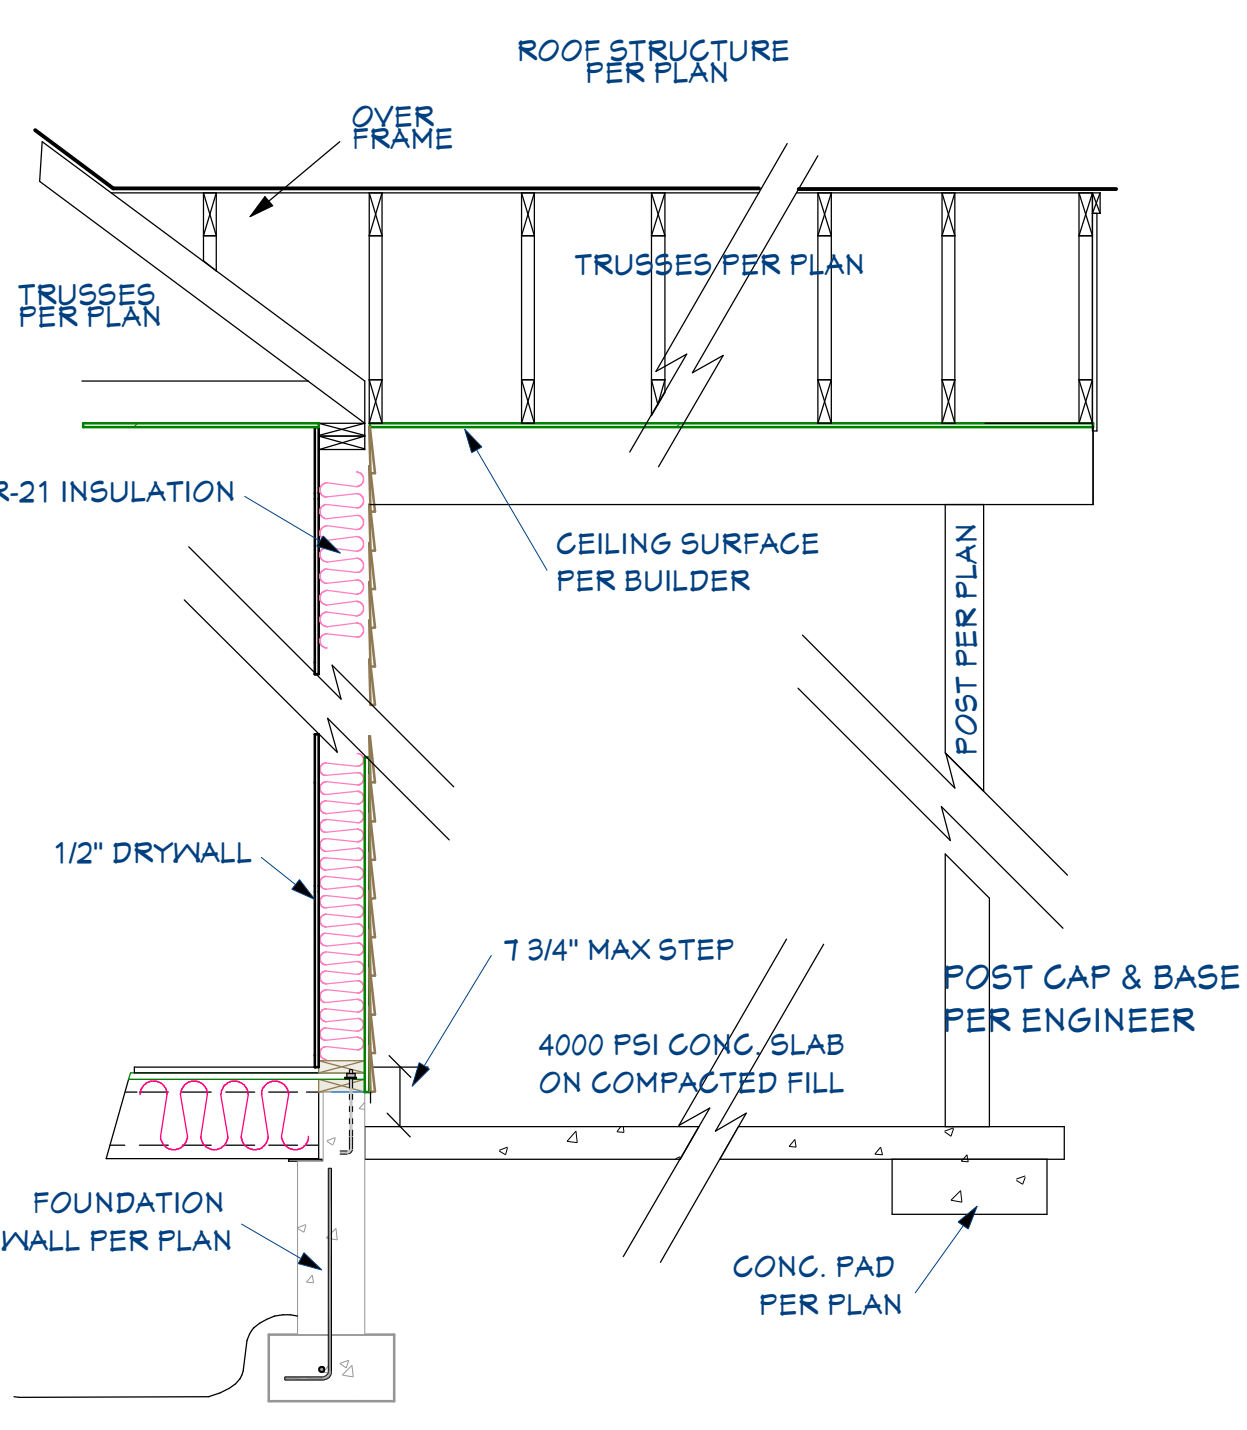 ROOF STRUCTURE
PER PLAN
OVER
FRAME
TRUSSES PER PLAN
TRUSSES
PER PLAN
R-21 INSULATION
CEILING SURFACE
PER BUILDER
POST PER PLAN
1/2" DRYWALL
7 3/4" MAX STEP
POST CAP & BASE
PER ENGINEER
4000 PSI CONC. SLAB
ON COMPACTED FILL
FOUNDATION
WALL PER PLAN
CONC. PAD
PER PLAN